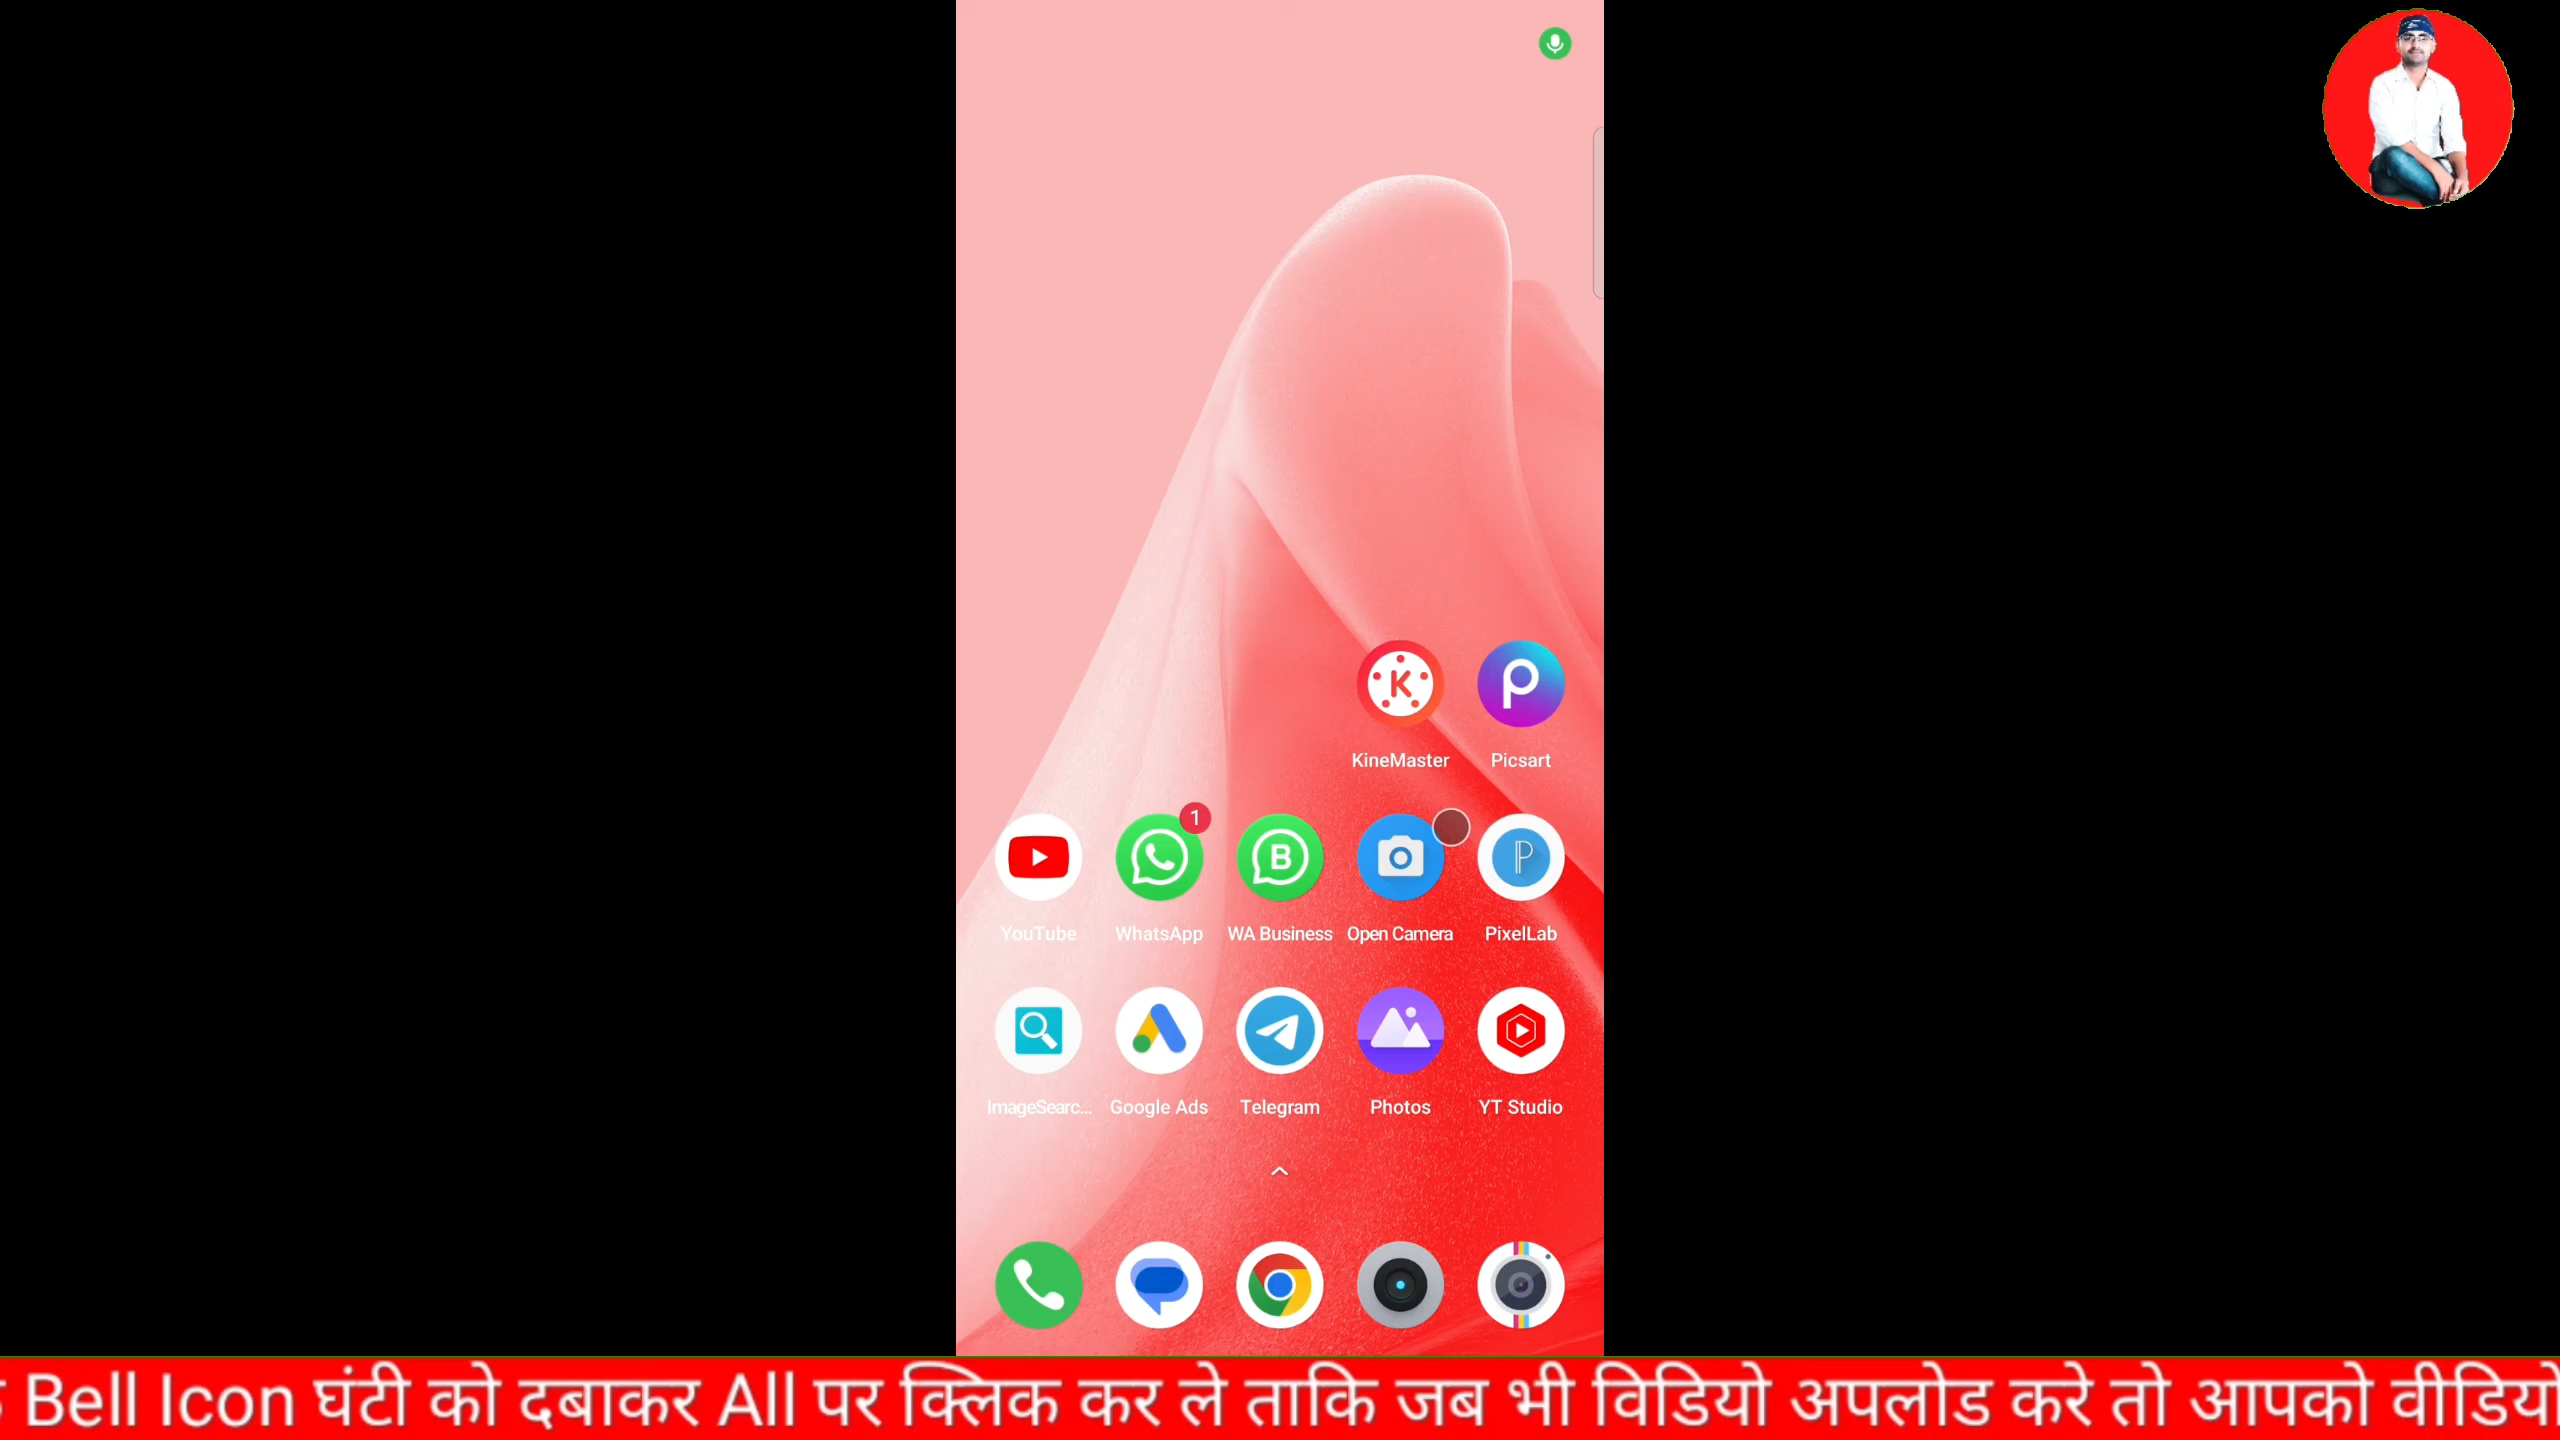 KineMaster Picsart
1
YouTube WhatsApp WA Business Open Camera PixelLab
ImageSearc... Google Ads Telegram Photos YT Studio
Bell Icon घंटी को दबाकर All पर क्लिक कर ले ताकि जब भी विडियो अपलोड करे तो आपको वीडियो